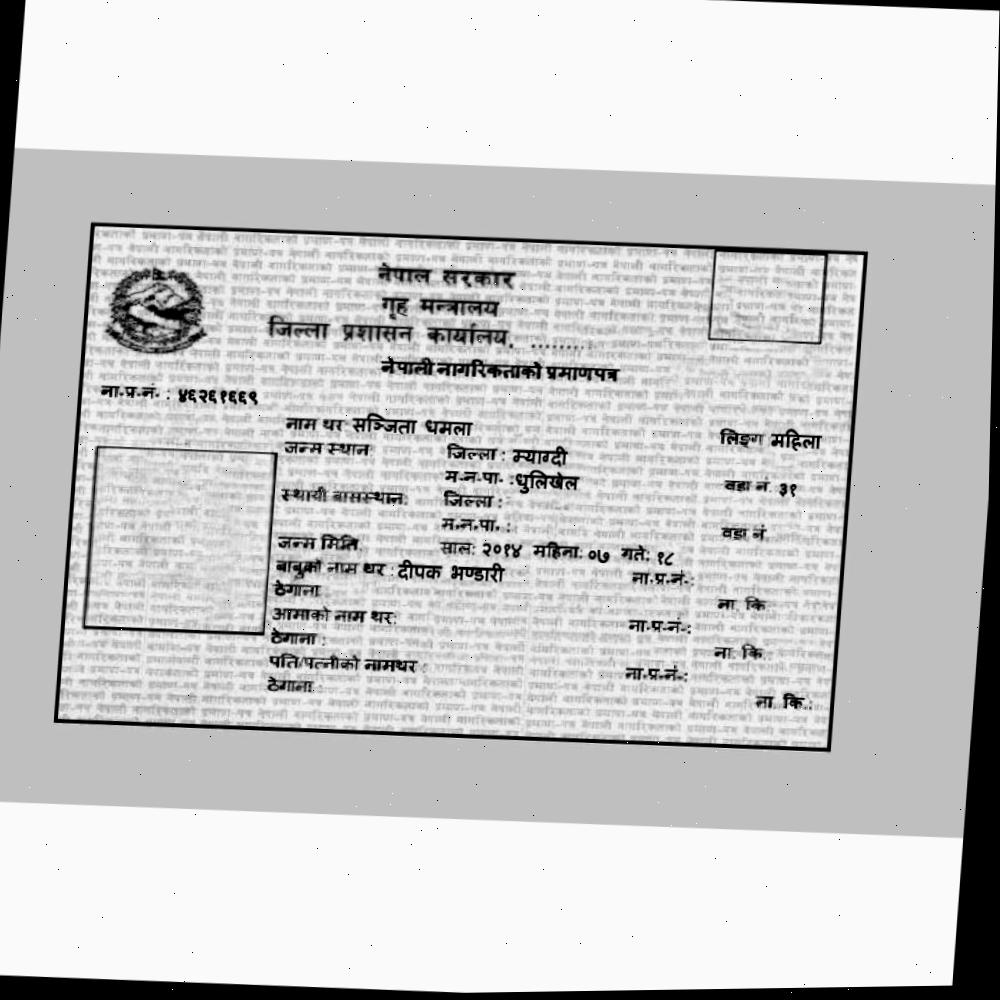 नेपाल सरकार
गृह मन्त्रालय
जिल्ला प्रशासन कार्यालय, .........
नेपाली नागरिकताको प्रमाणपत्र
ना.प्र.नं. : ४६२६१६६९
नाम थर सञ्जिता धमला लिङ्ग महिला
जन्म स्थान: जिल्ला : म्याग्दी
म.न.पा. :धुलिखेल वडा नं. ३१
स्थायी बासस्थान: जिल्ला :
म.न.पा. : वडा नं.
जन्म मिति: साल: २०१४ महिना: ०७ गते: १८
बाबुको नाम थर : दीपक भण्डारी ना.प्र.नं.:
ठेगाना: ना. कि.:
आमाको नाम थर: ना.प्र.नं.:
ठेगाना : ना. कि.:
पति/पत्नीको नामथर : ना.प्र.नं.:
ठेगाना: ना. कि.: